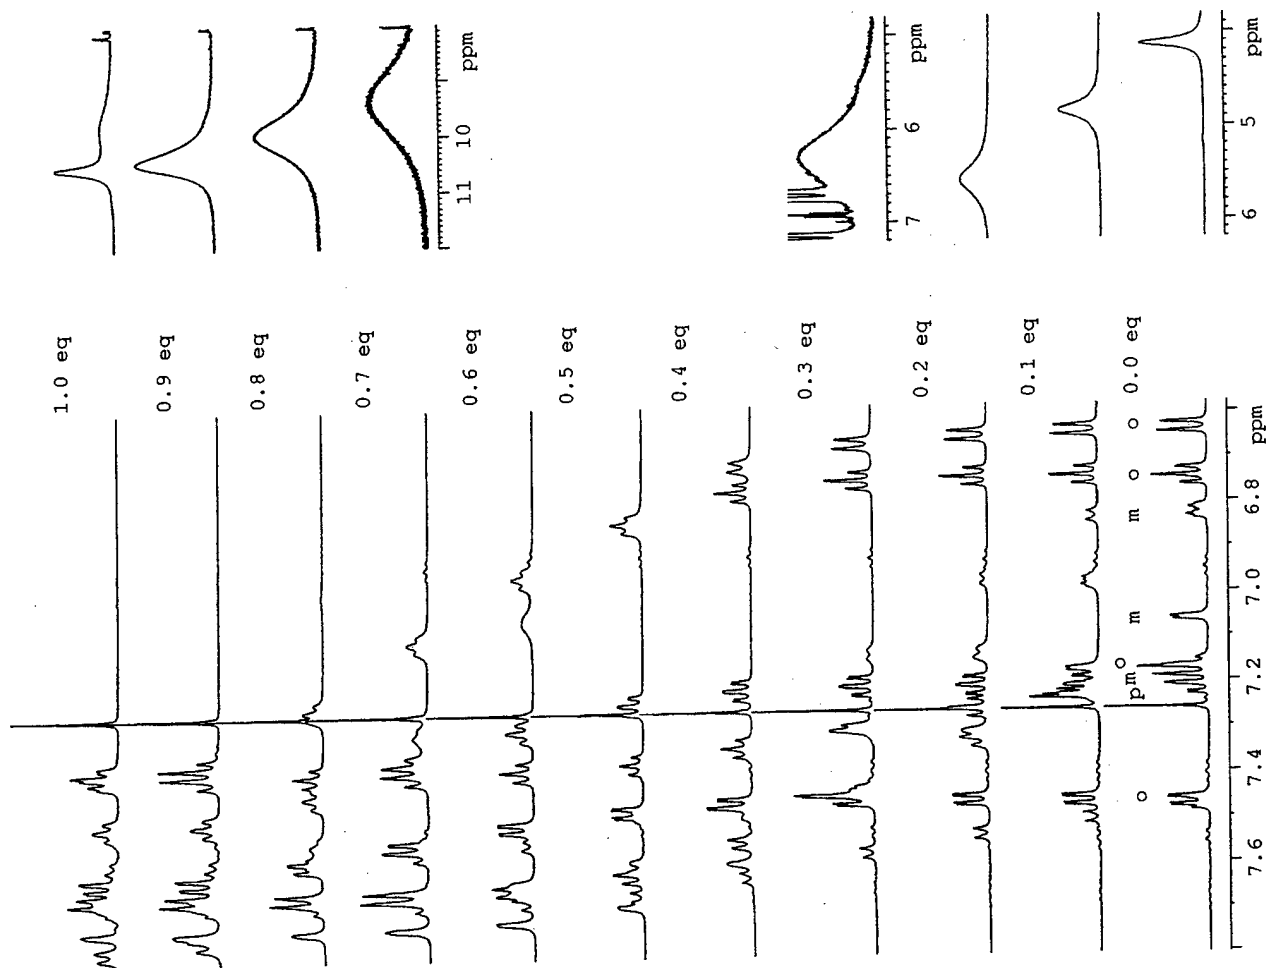 ppm
10
11
ppm
6
7
ppm
5
6
1.0 eq
0.9 eq
0.8 eq
0.7 eq
0.6 eq
0.5 eq
0.4 eq
0.3 eq
0.2 eq
0.1 eq
0.0 eq
o
o
m
m
o
m
p
o
ppm
6.8
7.0
7.2
7.4
7.6